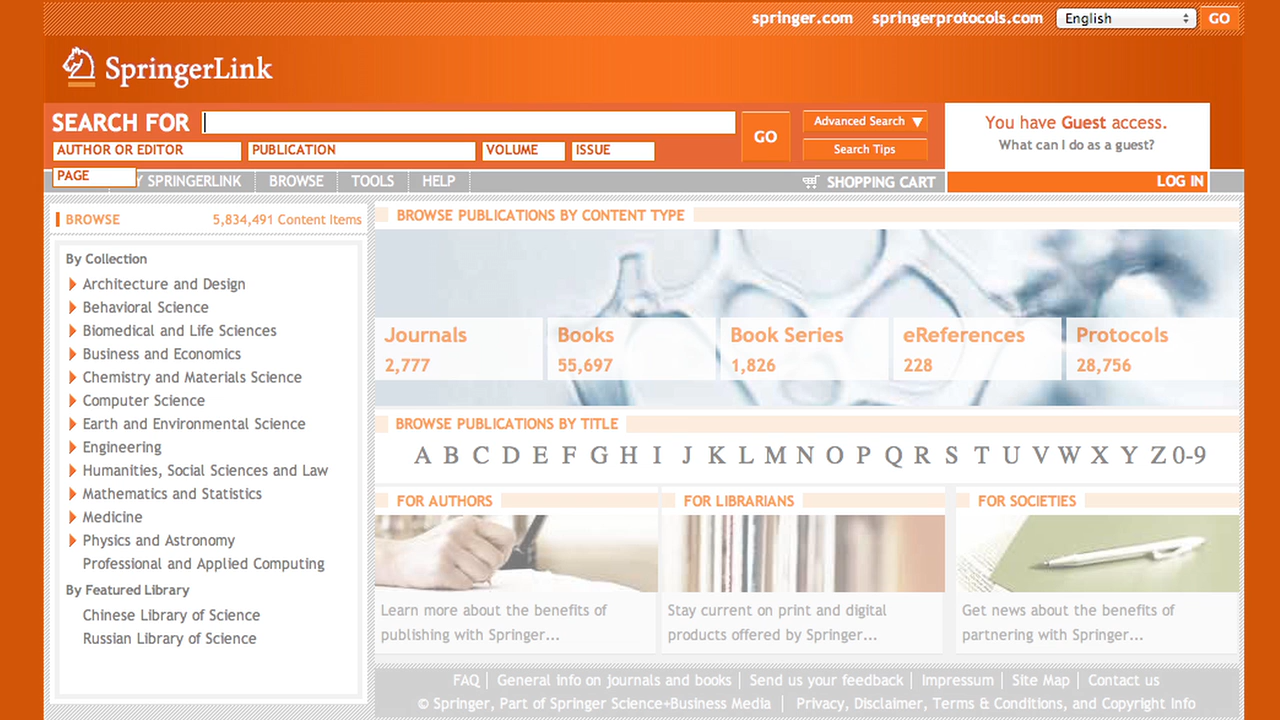 springer.com springerprotocols.com English GO
SpringerLink
SEARCH FOR
GO
Advanced Search
Search Tips
AUTHOR OR EDITOR PUBLICATION VOLUME ISSUE
PAGE
You have Guest access.
What can I do as a guest?
Y SPRINGERLINK BROWSE TOOLS HELP SHOPPING CART LOG IN
BROWSE 5,834,491 Content Items
By Collection
Architecture and Design
Behavioral Science
Biomedical and Life Sciences
Business and Economics
Chemistry and Materials Science
Computer Science
Earth and Environmental Science
Engineering
Humanities, Social Sciences and Law
Mathematics and Statistics
Medicine
Physics and Astronomy
Professional and Applied Computing
By Featured Library
Chinese Library of Science
Russian Library of Science
BROWSE PUBLICATIONS BY CONTENT TYPE
Journals
2,777
Books
55,697
Book Series
1,826
eReferences
228
Protocols
28,756
BROWSE PUBLICATIONS BY TITLE
A B C D E F G H I J K L M N O P Q R S T U V W X Y Z 0-9
FOR AUTHORS
Learn more about the benefits of
publishing with Springer...
FOR LIBRARIANS
Stay current on print and digital
products offered by Springer...
FOR SOCIETIES
Get news about the benefits of
partnering with Springer...
FAQ | General info on journals and books | Send us your feedback | Impressum | Site Map | Contact us
© Springer, Part of Springer Science+Business Media | Privacy, Disclaimer, Terms & Conditions, and Copyright Info